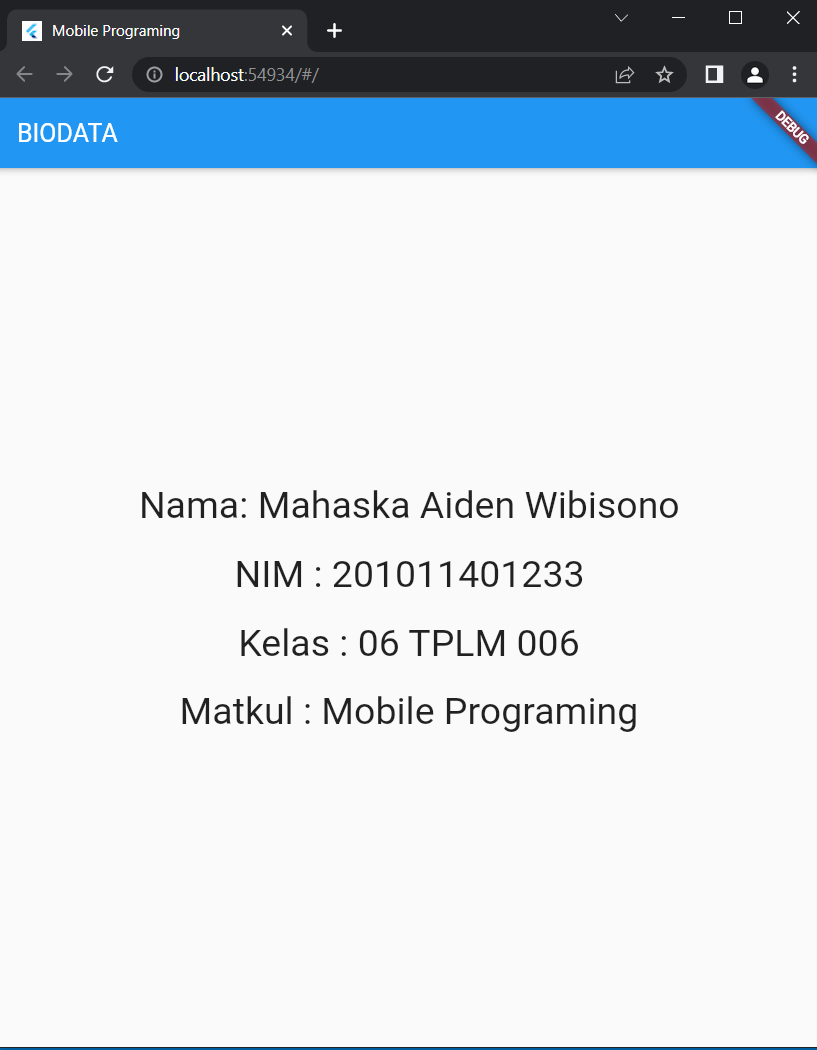 Mobile Programing
localhost:54934/#/
BIODATA
DEBUG
Nama: Mahaska Aiden Wibisono
NIM : 201011401233
Kelas : 06 TPLM 006
Matkul : Mobile Programing